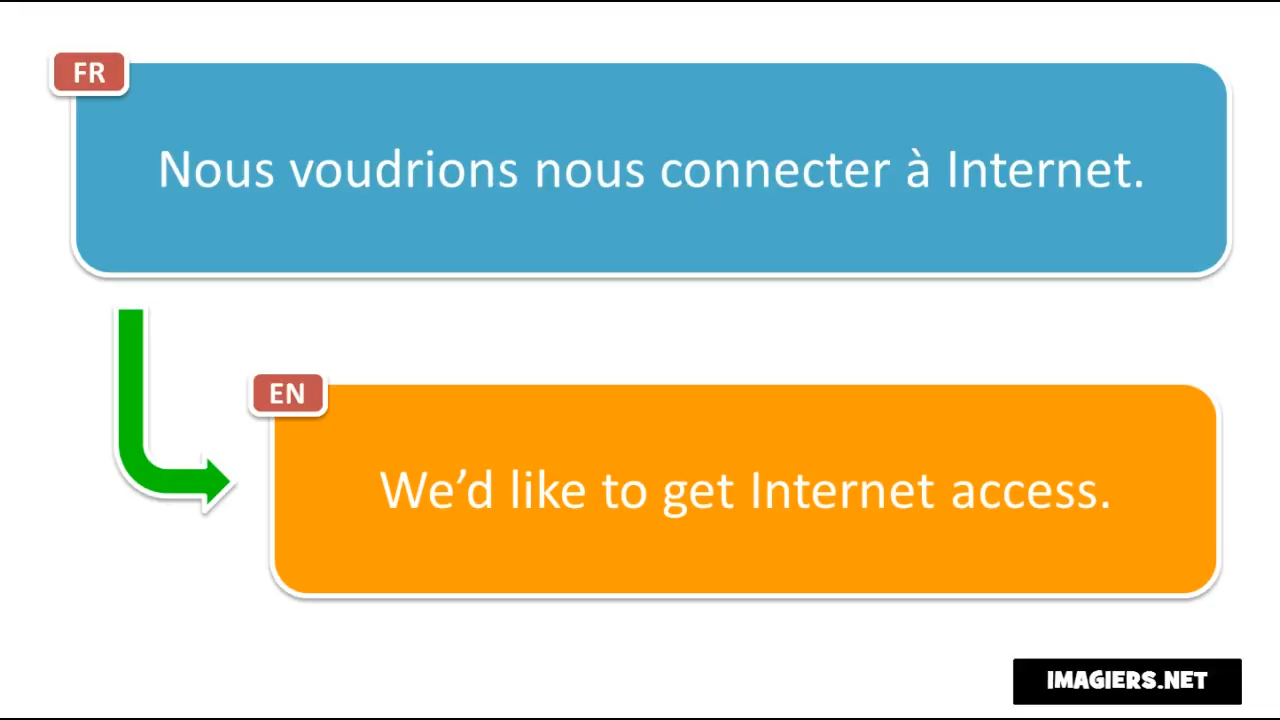 FR
Nous voudrions nous connecter à Internet.
EN
We’d like to get Internet access.
IMAGIERS.NET